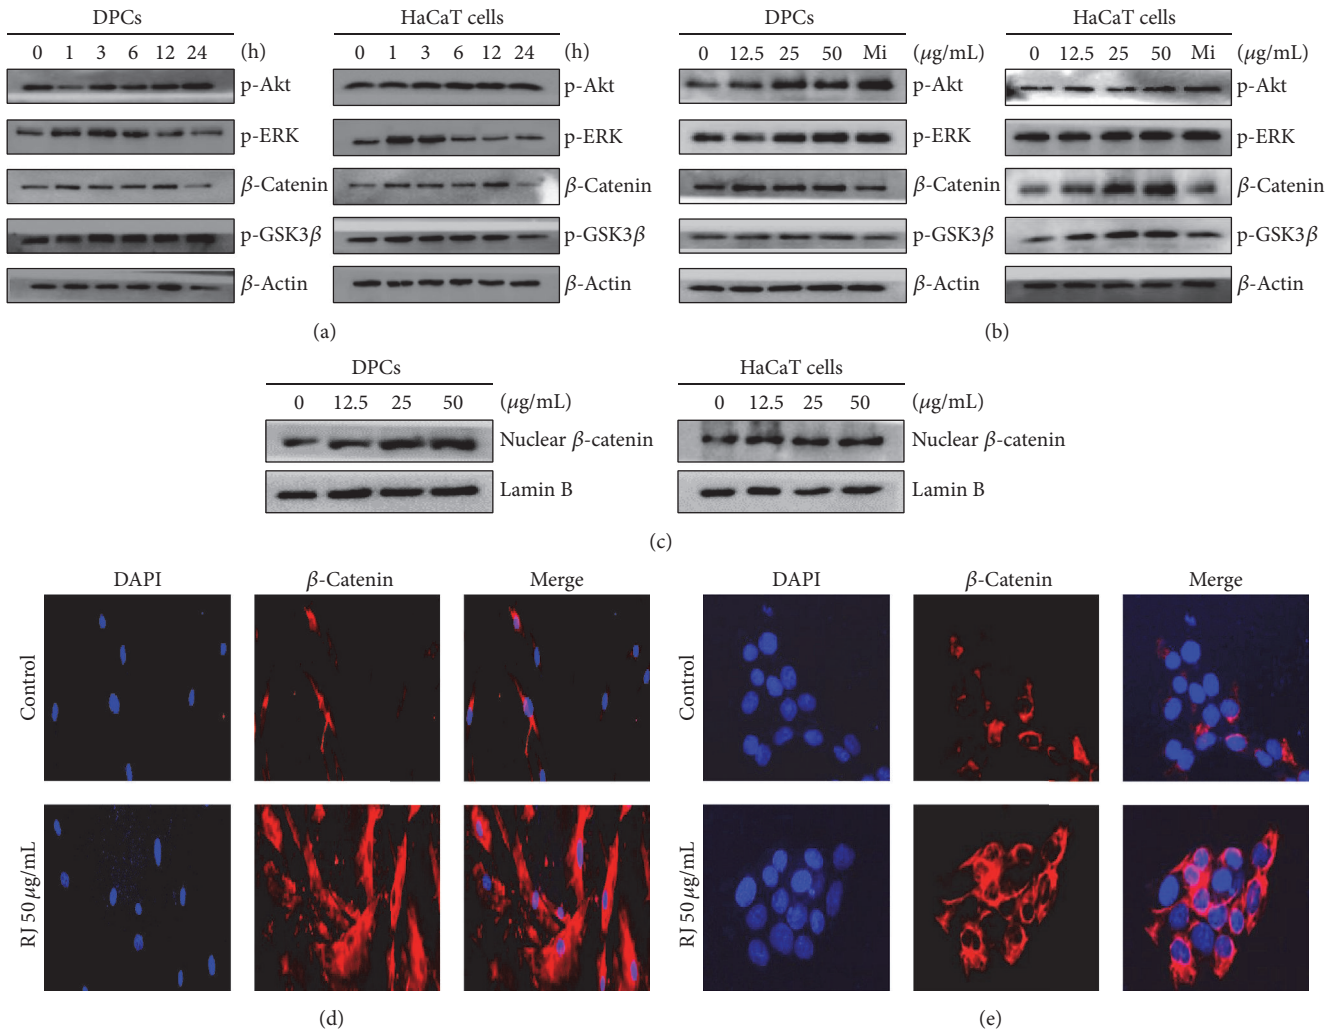 DPCs
0 1 3 6 12 24 (h)
p-Akt
p-ERK
β-Catenin
p-GSK3β
β-Actin
HaCaT cells
0 1 3 6 12 24 (h)
p-Akt
p-ERK
β-Catenin
p-GSK3β
β-Actin
(a)
DPCs
0 12.5 25 50 Mi (μg/mL)
p-Akt
p-ERK
β-Catenin
p-GSK3β
β-Actin
HaCaT cells
0 12.5 25 50 Mi (μg/mL)
p-Akt
p-ERK
β-Catenin
p-GSK3β
β-Actin
(b)
DPCs
0 12.5 25 50 (μg/mL)
Nuclear β-catenin
Lamin B
HaCaT cells
0 12.5 25 50 (μg/mL)
Nuclear β-catenin
Lamin B
(c)
DAPI β-Catenin Merge
Control
RJ 50 μg/mL
(d)
DAPI β-Catenin Merge
Control
RJ 50 μg/mL
(e)